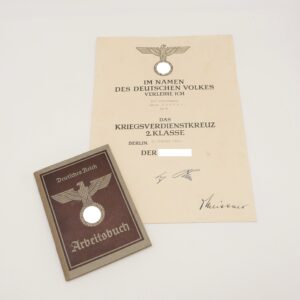 IM NAMEN
DES DEUTSCHEN VOLKES
VERLEIHE ICH
DAS
KRIEGSVERDIENSTKREUZ
2. KLASSE
BERLIN,
DER
Deutsches Reich
Arbeitsbuch